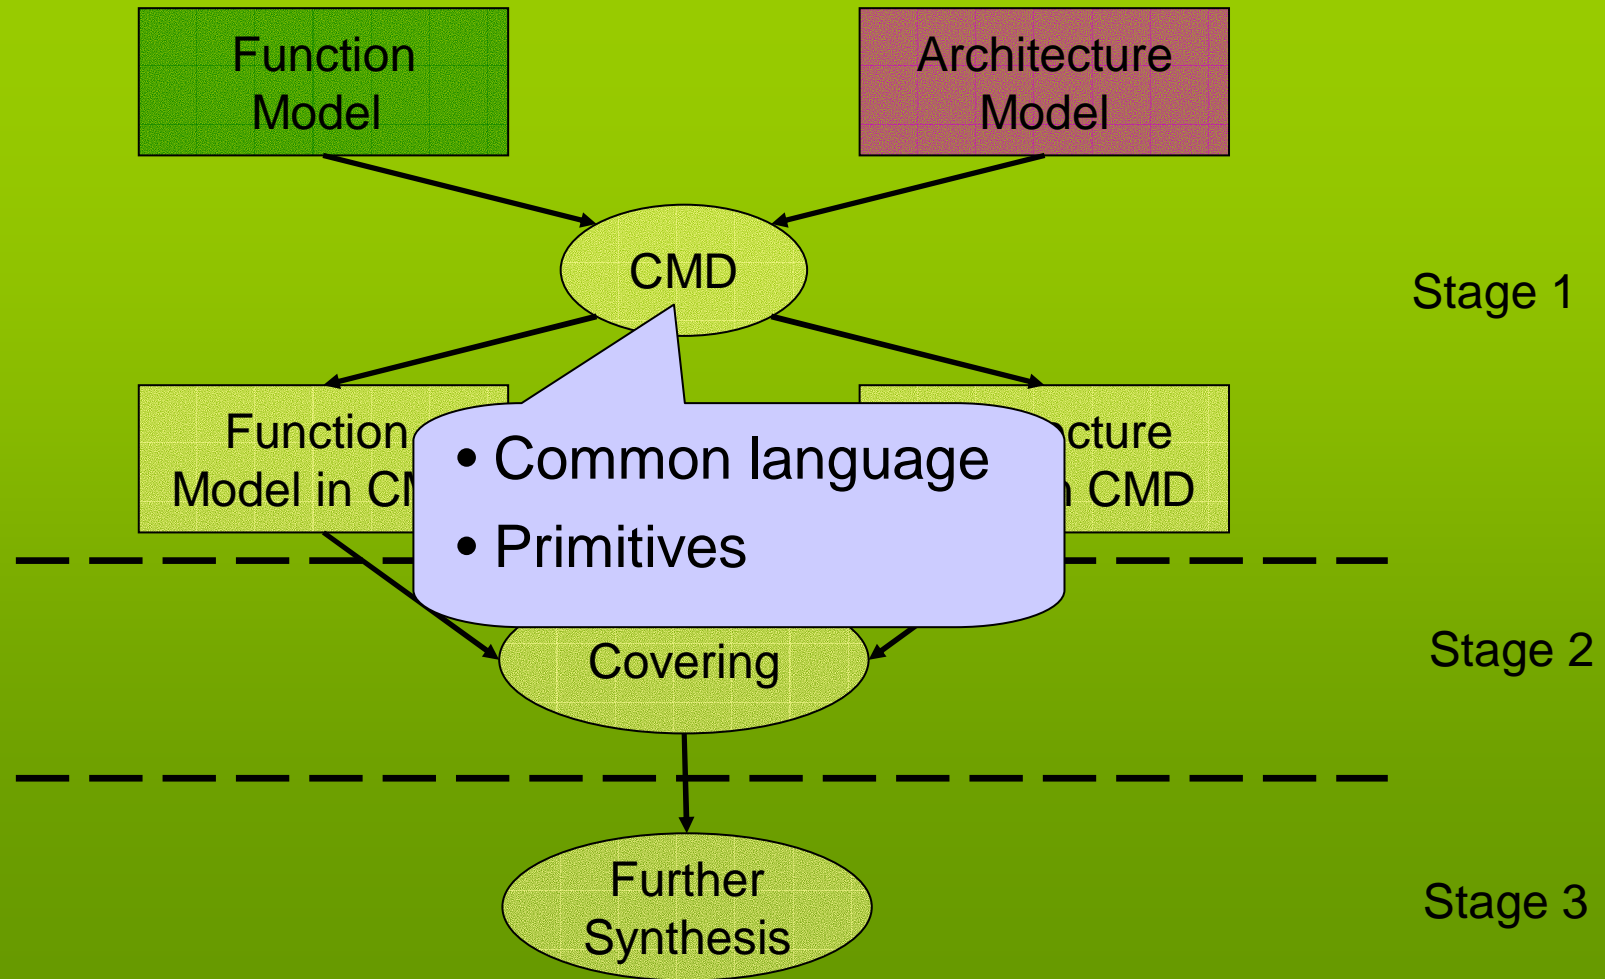 Function
Model
Architecture
Model
CMD
Stage 1
Function
Model in
CMD
• Common language
• Primitives
Covering
Stage 2
Further
Synthesis
Stage 3